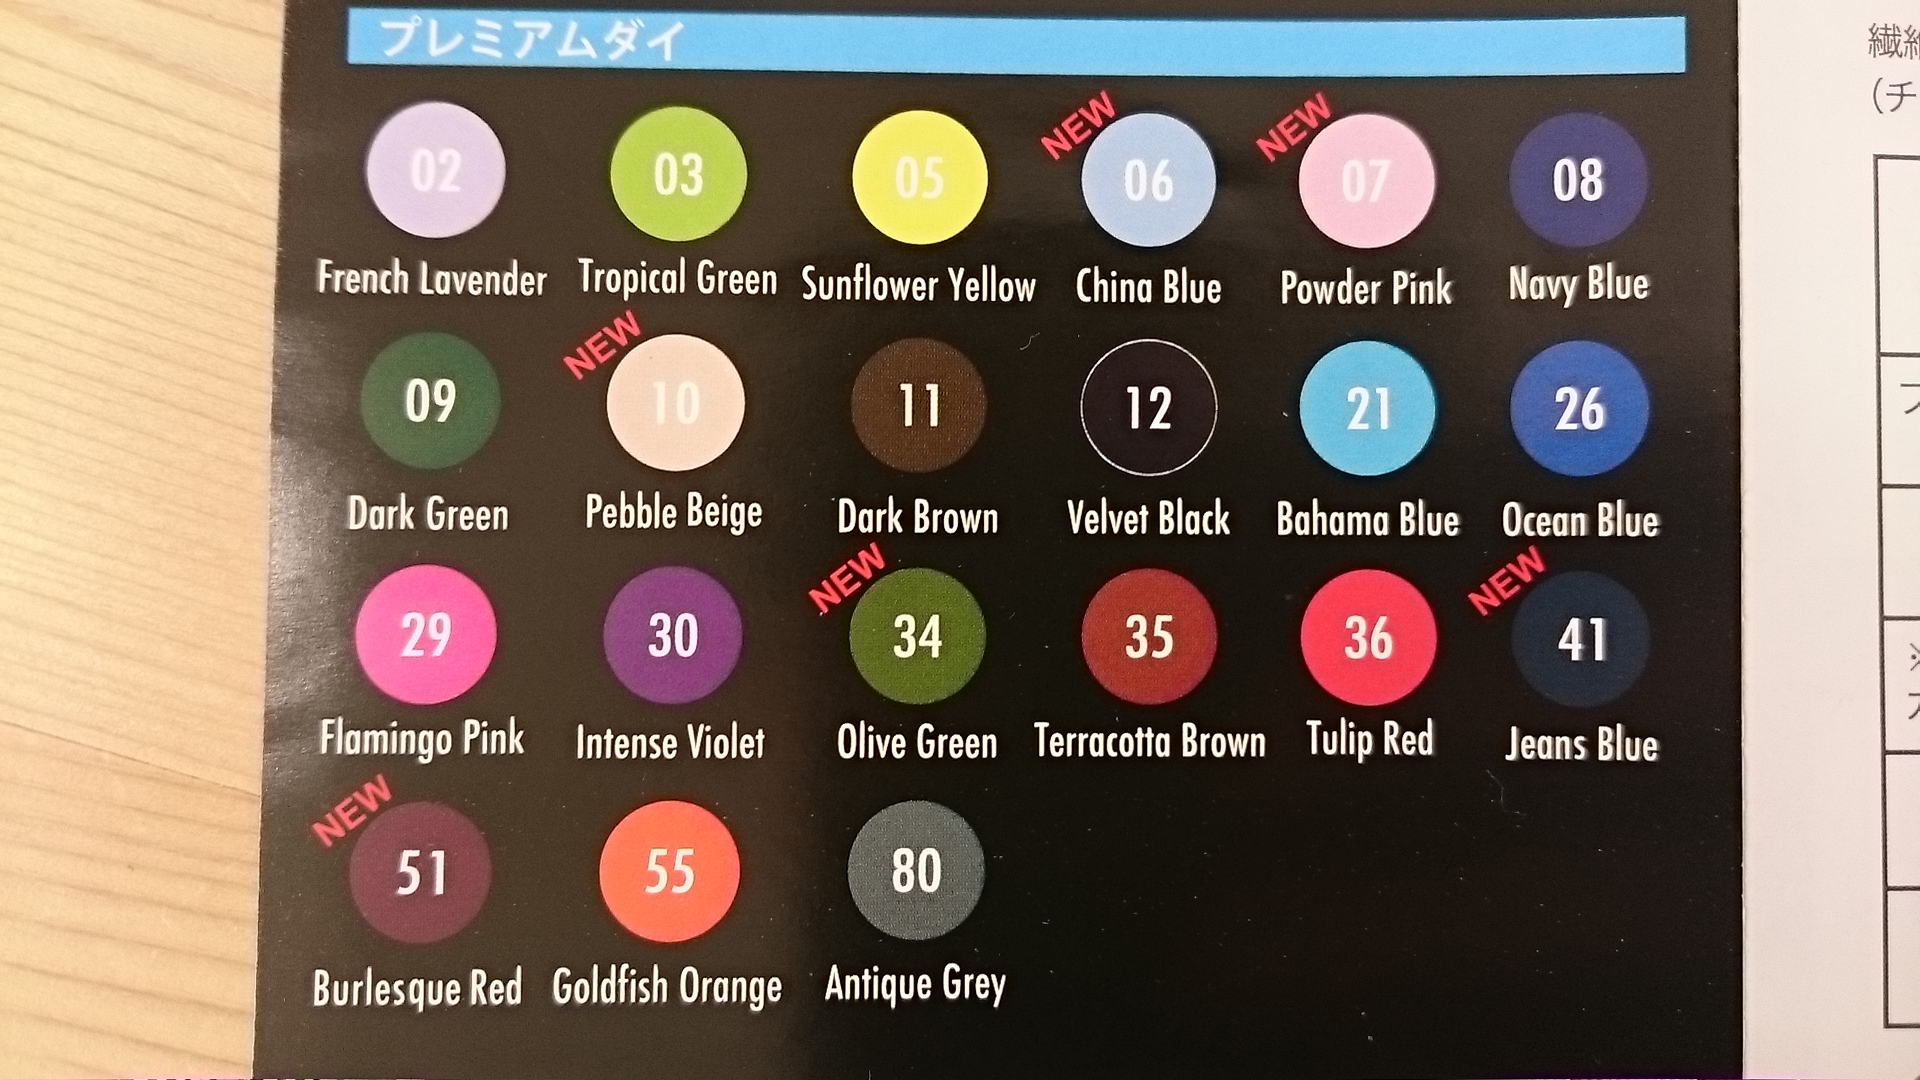 プレミアムダイ
NEW NEW
02 03 05 06 07 08
French Lavender Tropical Green Sunflower Yellow China Blue Powder Pink Navy Blue
NEW
09 10 11 12 21 26
Dark Green Pebble Beige Dark Brown Velvet Black Bahama Blue Ocean Blue
NEW NEW
29 30 34 35 36 41
Flamingo Pink Intense Violet Olive Green Terracotta Brown Tulip Red Jeans Blue
NEW
51 55 80
Burlesque Red Goldfish Orange Antique Grey
(チ
※